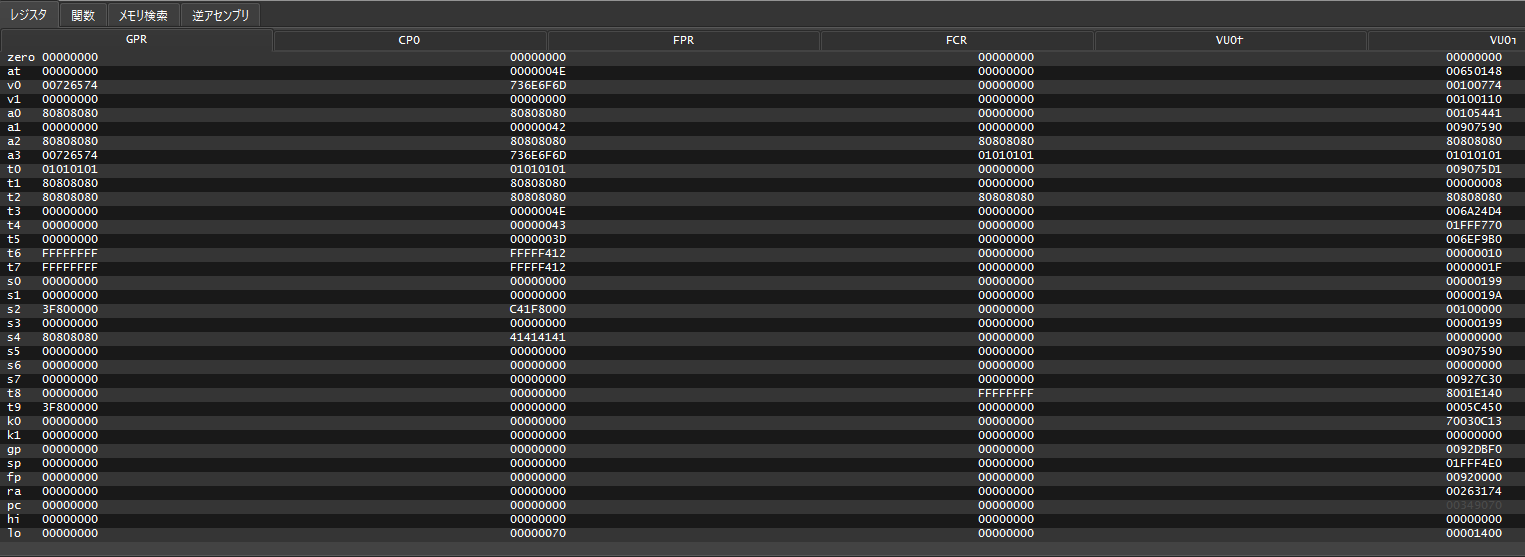 レジスタ 関数 メモリ検索 逆アセンブリ
GPR CP0 FPR FCR VU0f VU0i
zero 00000000 00000000 00000000 00000000
at 00000000 0000004E 00000000 00650148
v0 00726574 736E6F6D 00000000 00100774
v1 00000000 00000000 00000000 00100110
a0 80808080 80808080 00000000 00105441
a1 00000000 00000042 00000000 00907590
a2 80808080 80808080 80808080 80808080
a3 00726574 736E6F6D 01010101 01010101
t0 01010101 01010101 00000000 009075D1
t1 80808080 80808080 00000000 00000008
t2 80808080 80808080 80808080 80808080
t3 00000000 0000004E 00000000 006A24D4
t4 00000000 00000043 00000000 01FFF770
t5 00000000 0000003D 00000000 006EF9B0
t6 FFFFFFFF FFFFF412 00000000 00000010
t7 FFFFFFFF FFFFF412 00000000 0000001F
s0 00000000 00000000 00000000 00000199
s1 00000000 00000000 00000000 0000019A
s2 3F800000 C41F8000 00000000 00100000
s3 00000000 00000000 00000000 00000199
s4 80808080 41414141 00000000 00000000
s5 00000000 00000000 00000000 00907590
s6 00000000 00000000 00000000 00000000
s7 00000000 00000000 00000000 00927C30
t8 00000000 00000000 FFFFFFFF 8001E140
t9 3F800000 00000000 00000000 0005C450
k0 00000000 00000000 00000000 70030C13
k1 00000000 00000000 00000000 00000000
gp 00000000 00000000 00000000 0092DBF0
sp 00000000 00000000 00000000 01FFF4E0
fp 00000000 00000000 00000000 00920000
ra 00000000 00000000 00000000 00263174
pc 00000000 00000000 00000000 00349070
hi 00000000 00000000 00000000 00000000
lo 00000000 00000070 00000000 00001400